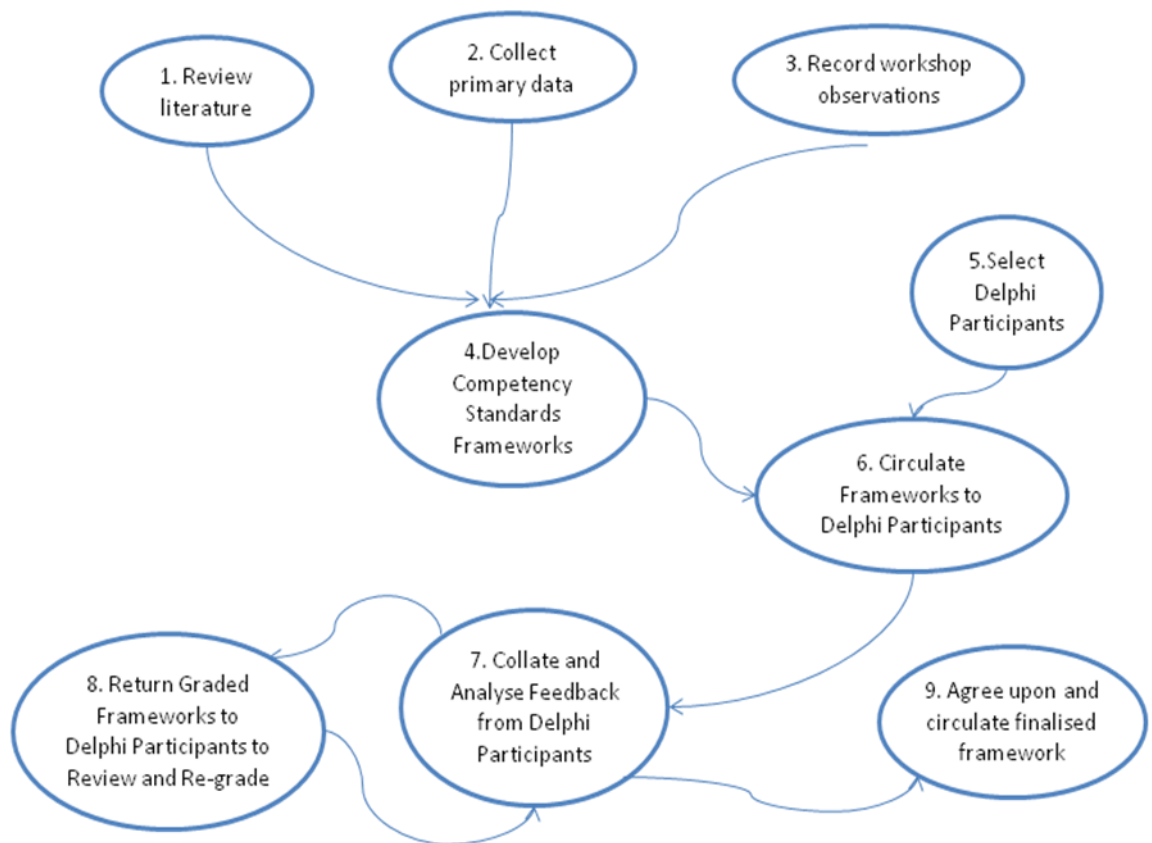 1. Review
literature
2. Collect
primary data
3. Record workshop
observations
4.Develop
Competency
Standards
Frameworks
5.Select
Delphi
Participants
6. Circulate
Frameworks to
Delphi Participants
7. Collate and
Analyse Feedback
from Delphi
Participants
8. Return Graded
Frameworks to
Delphi Participants to
Review and Re-grade
9. Agree upon and
circulate finalised
framework